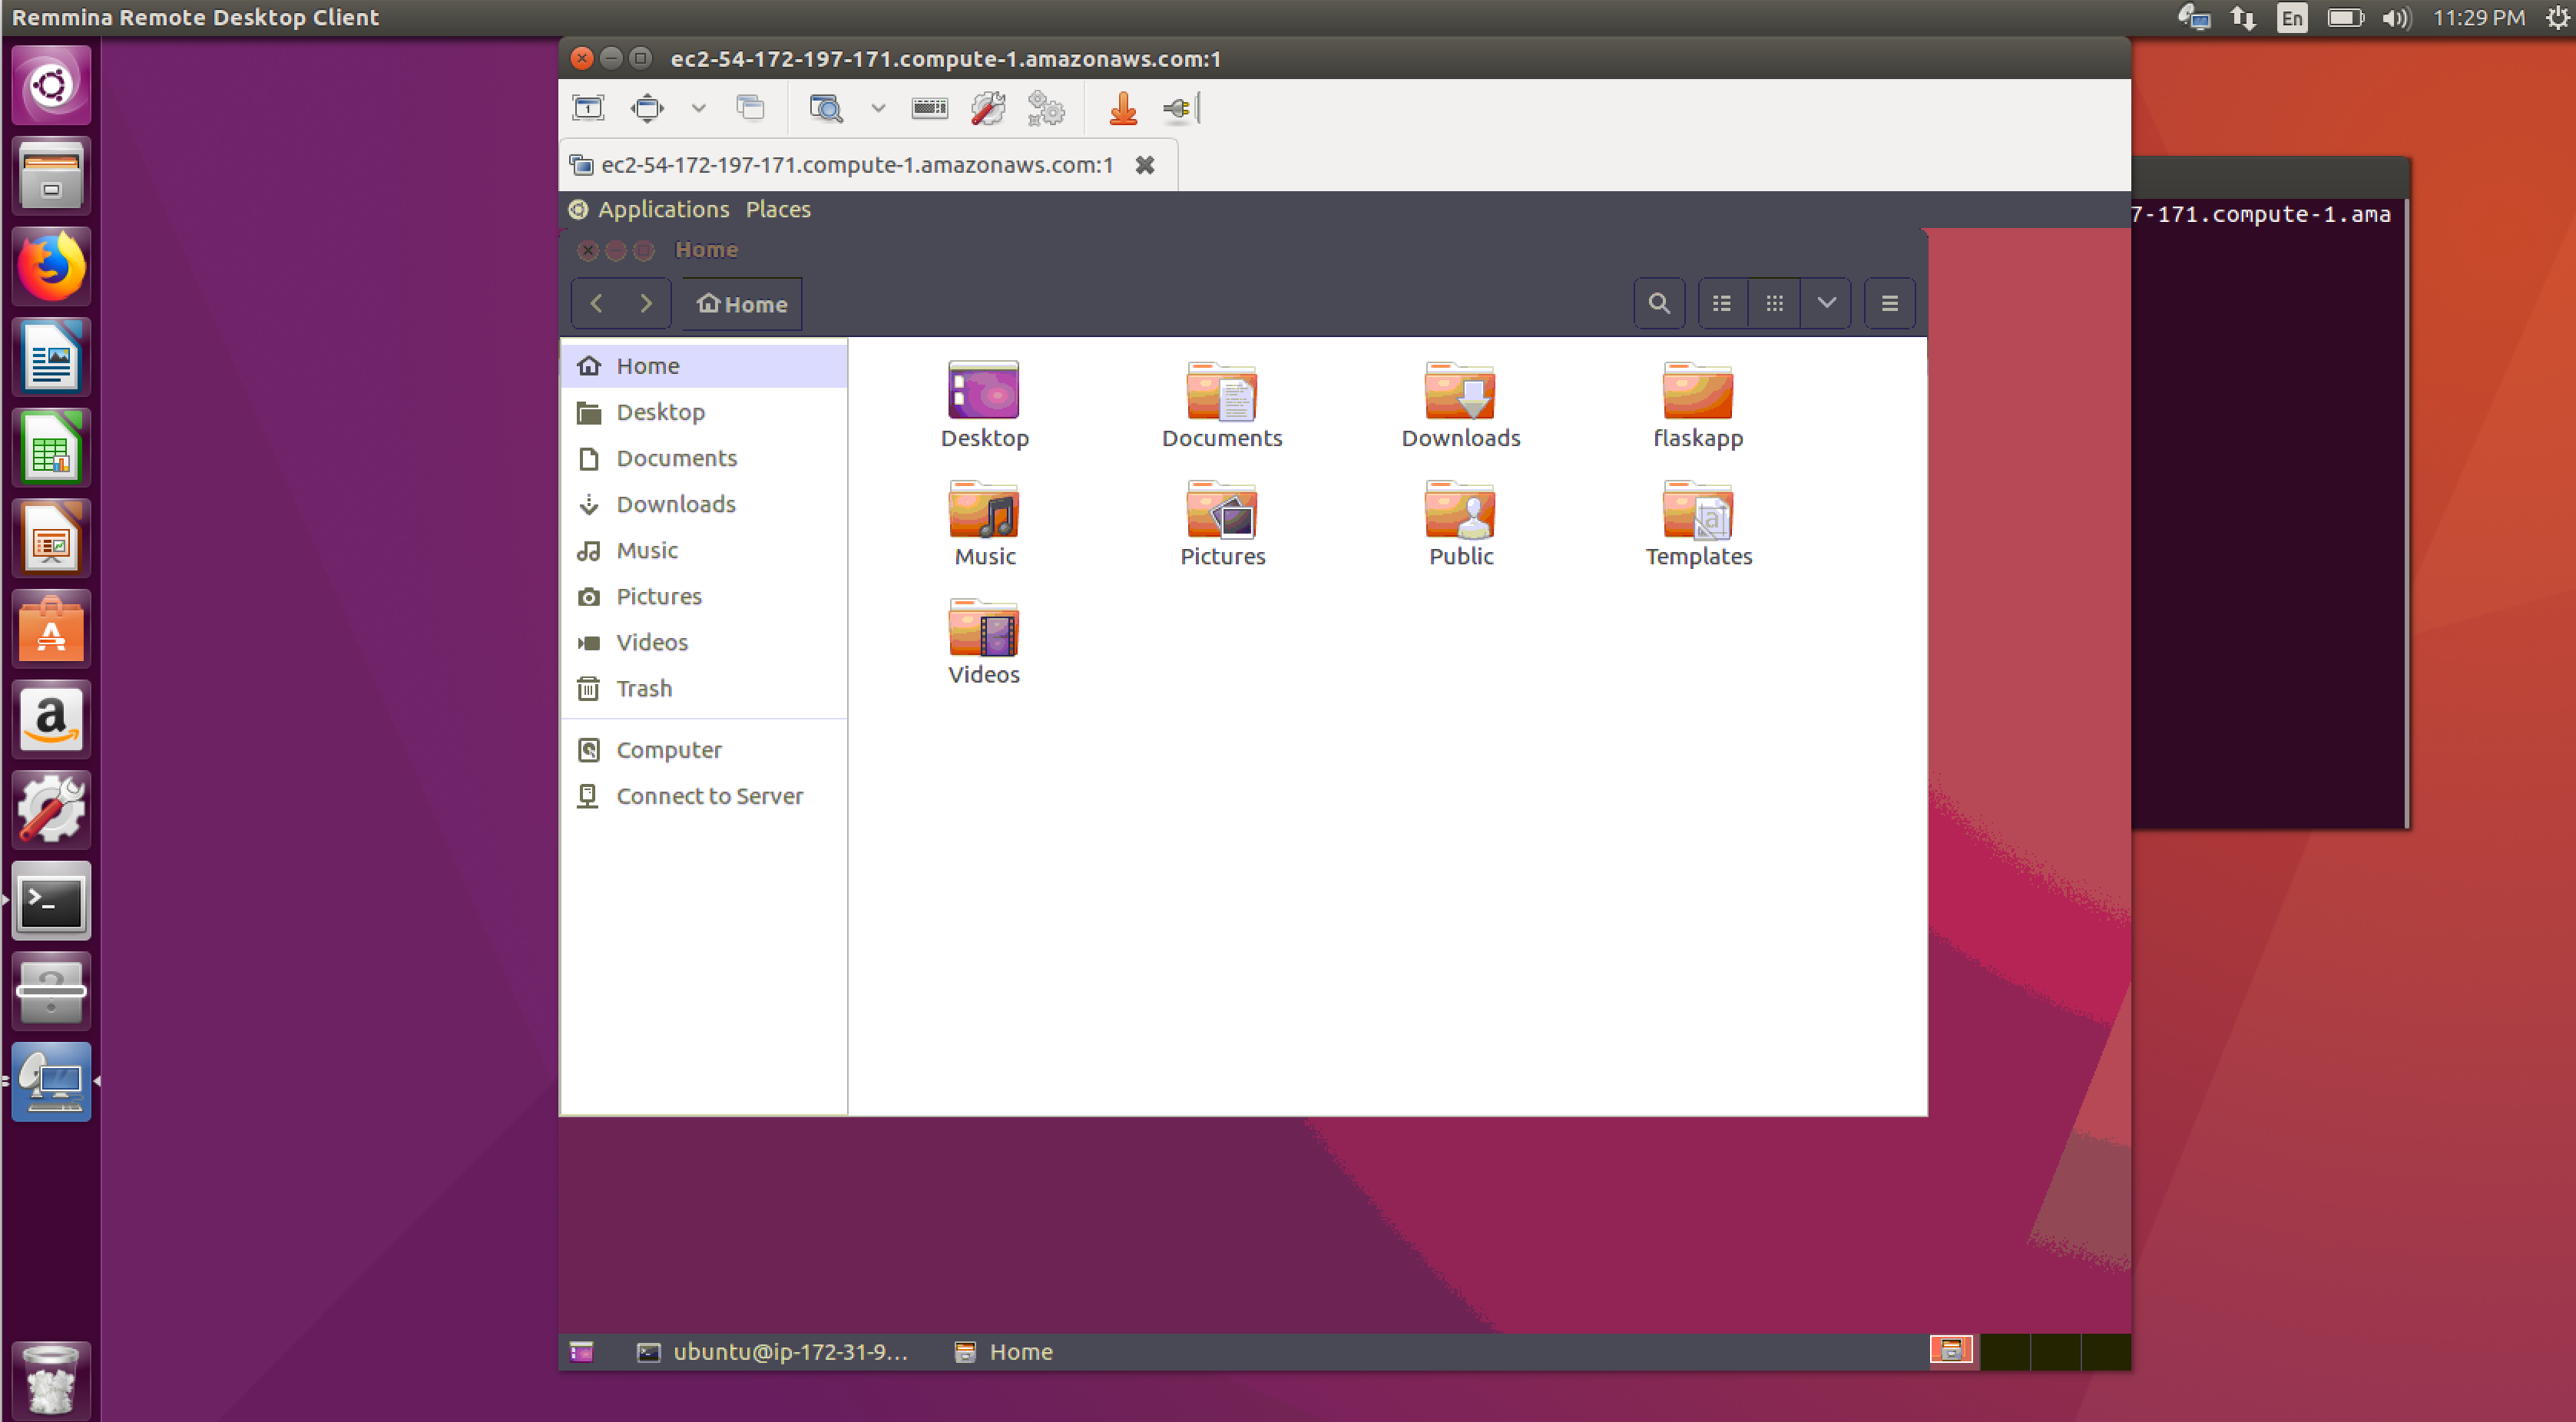 Remmina Remote Desktop Client
En
11:29 PM
ec2-54-172-197-171.compute-1.amazonaws.com:1
1
ec2-54-172-197-171.compute-1.amazonaws.com:1
7-171.compute-1.ama
Applications Places
Home
Home
Home
Desktop
Documents
Downloads
Music
Pictures
Videos
Trash
Computer
Connect to Server
Desktop Documents Downloads flaskapp
Music Pictures Public Templates
Videos
ubuntu@ip-172-31-9... Home